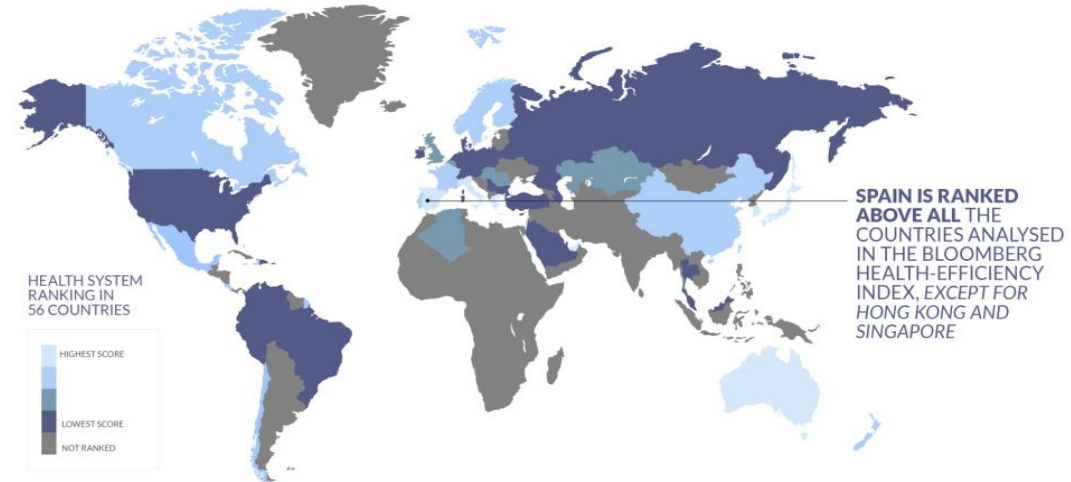 SPAIN IS RANKED
ABOVE ALL THE
COUNTRIES ANALYSED
IN THE BLOOMBERG
HEALTH-EFFICIENCY
INDEX, EXCEPT FOR
HONG KONG AND
SINGAPORE
HEALTH SYSTEM
RANKING IN
56 COUNTRIES
HIGHEST SCORE
LOWEST SCORE
NOT RANKED